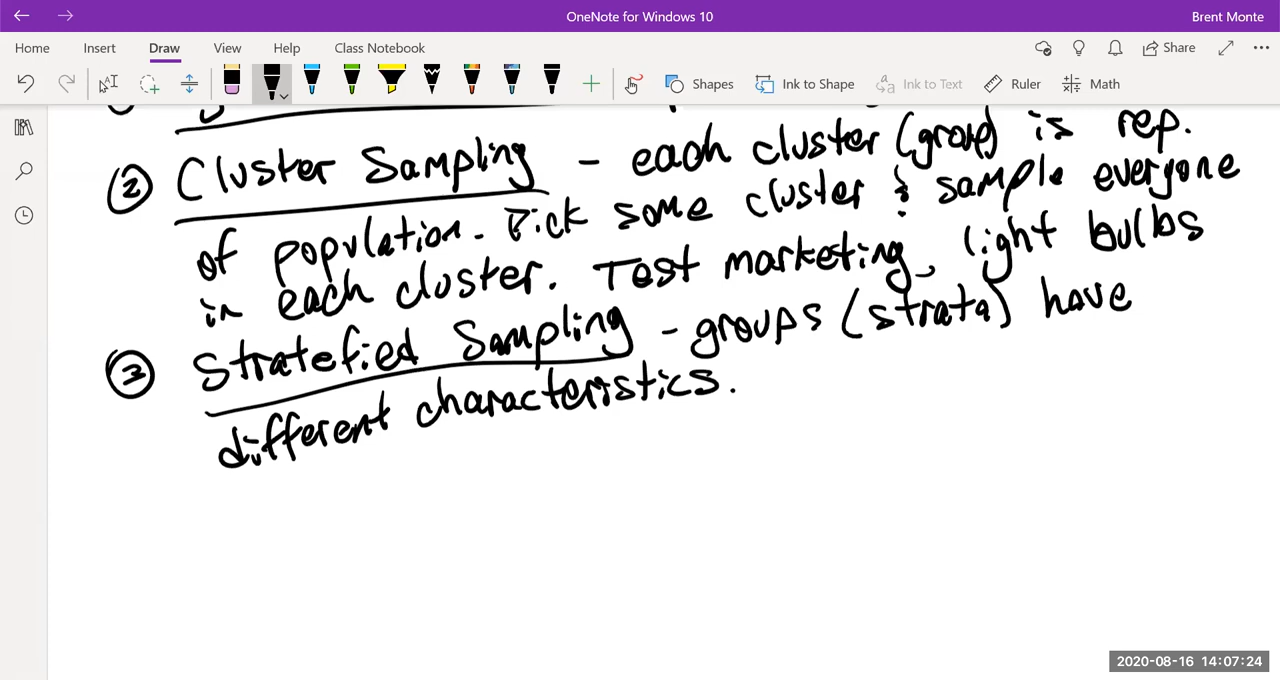 OneNote for Windows 10
Brent Monte
Home Insert Draw View Help Class Notebook Share
Shapes Ink to Shape Ink to Text Ruler Math
② Cluster Sampling - each cluster (group) is rep.
of population. Pick some cluster & sample everyone
in each cluster. Test marketing, light bulbs
③ Stratefied Sampling - groups (strata) have
different characteristics.
2020-08-16 14:07:24